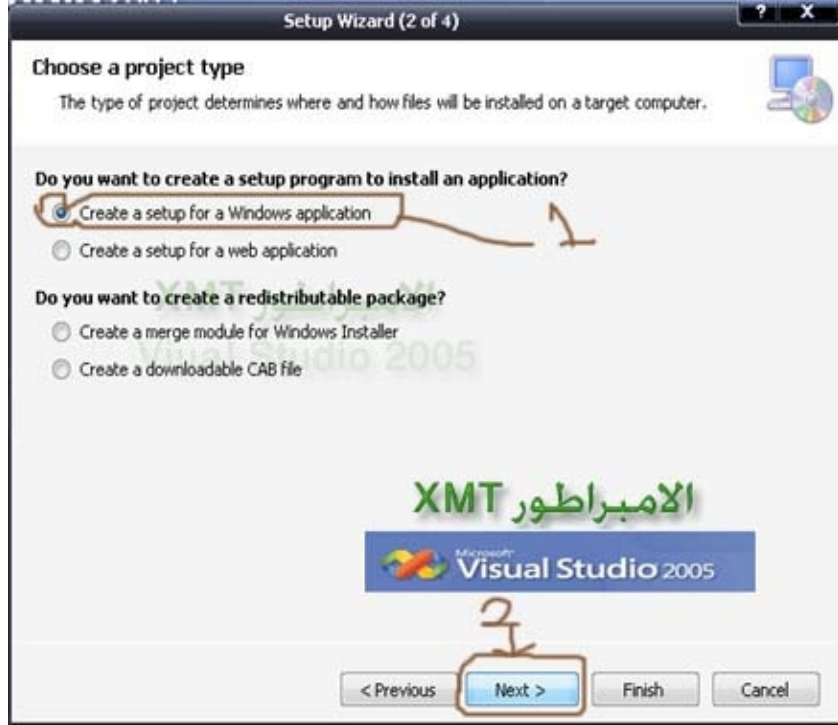 Setup Wizard (2 of 4)
? X
Choose a project type
The type of project determines where and how files will be installed on a target computer.
Do you want to create a setup program to install an application?
Create a setup for a Windows application
1
Create a setup for a web application
Do you want to create a redistributable package?
الامبراطور XMT
Create a merge module for Windows Installer
Viual Studio 2005
Create a downloadable CAB file
الامبراطور XMT
Microsoft
Visual Studio 2005
2
< Previous Next > Finish Cancel